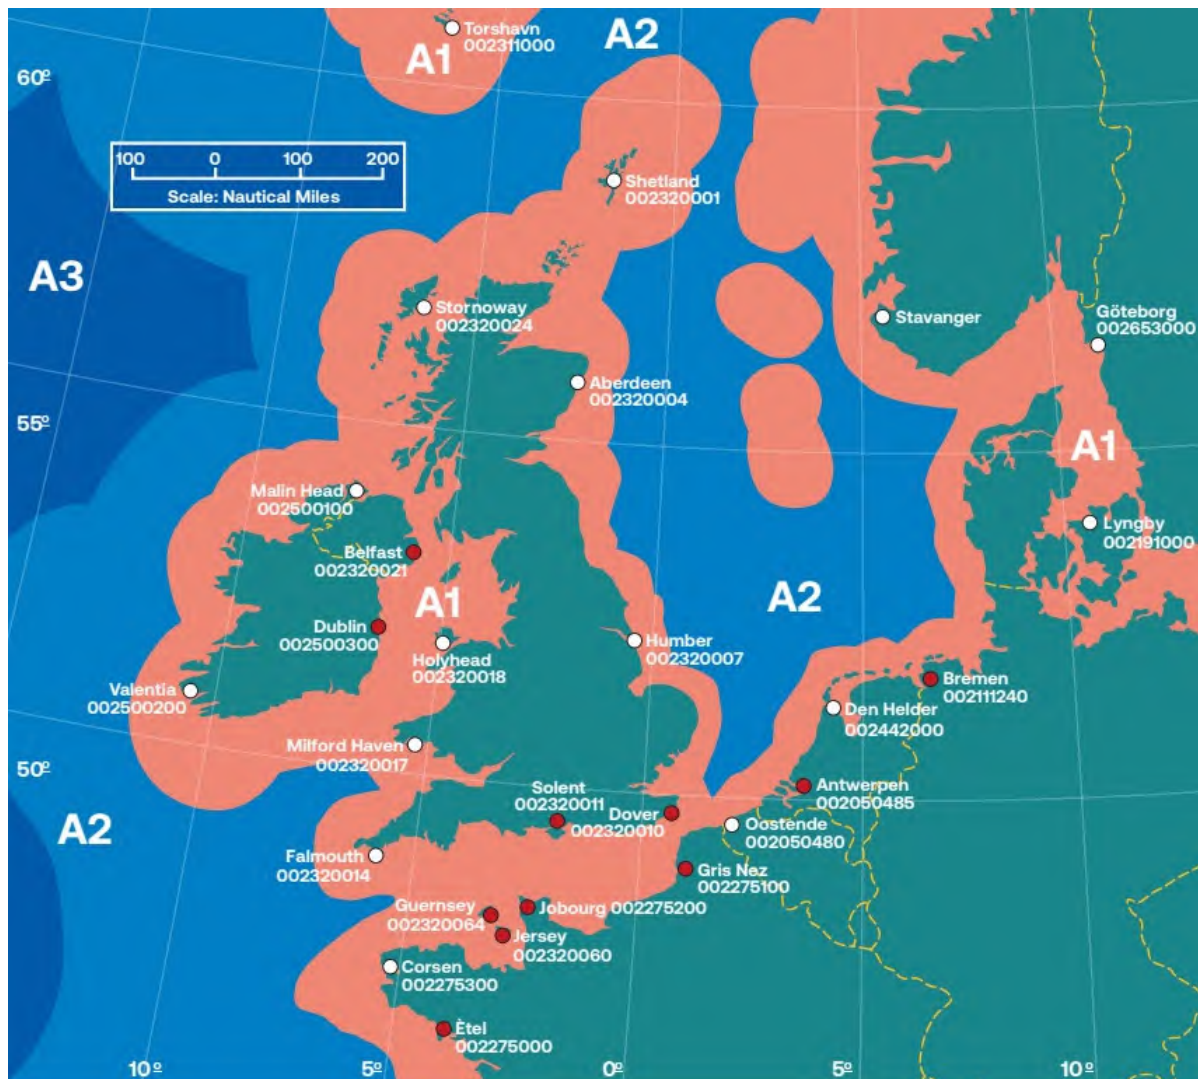 Torshavn
002311000
A1
A2
60º
100 0 100 200
Scale: Nautical Miles
Shetland
002320001
A3
Stornoway
002320024
Stavanger
Göteborg
002653000
Aberdeen
002320004
55º
A1
Malin Head
002500100
Lyngby
002191000
Belfast
002320021
A1
A2
Dublin
002500300
Holyhead
002320018
Humber
002320007
Valentia
002500200
Bremen
002111240
Den Helder
002442000
Milford Haven
002320017
50º
Antwerpen
002050485
Solent
002320011
Dover
002320010
Oostende
002050480
A2
Falmouth
002320014
Gris Nez
002275100
Guernsey
002320064
Jobourg 002275200
Jersey
002320060
Corsen
002275300
Ètel
002275000
10º 5º 0º 5º 10º